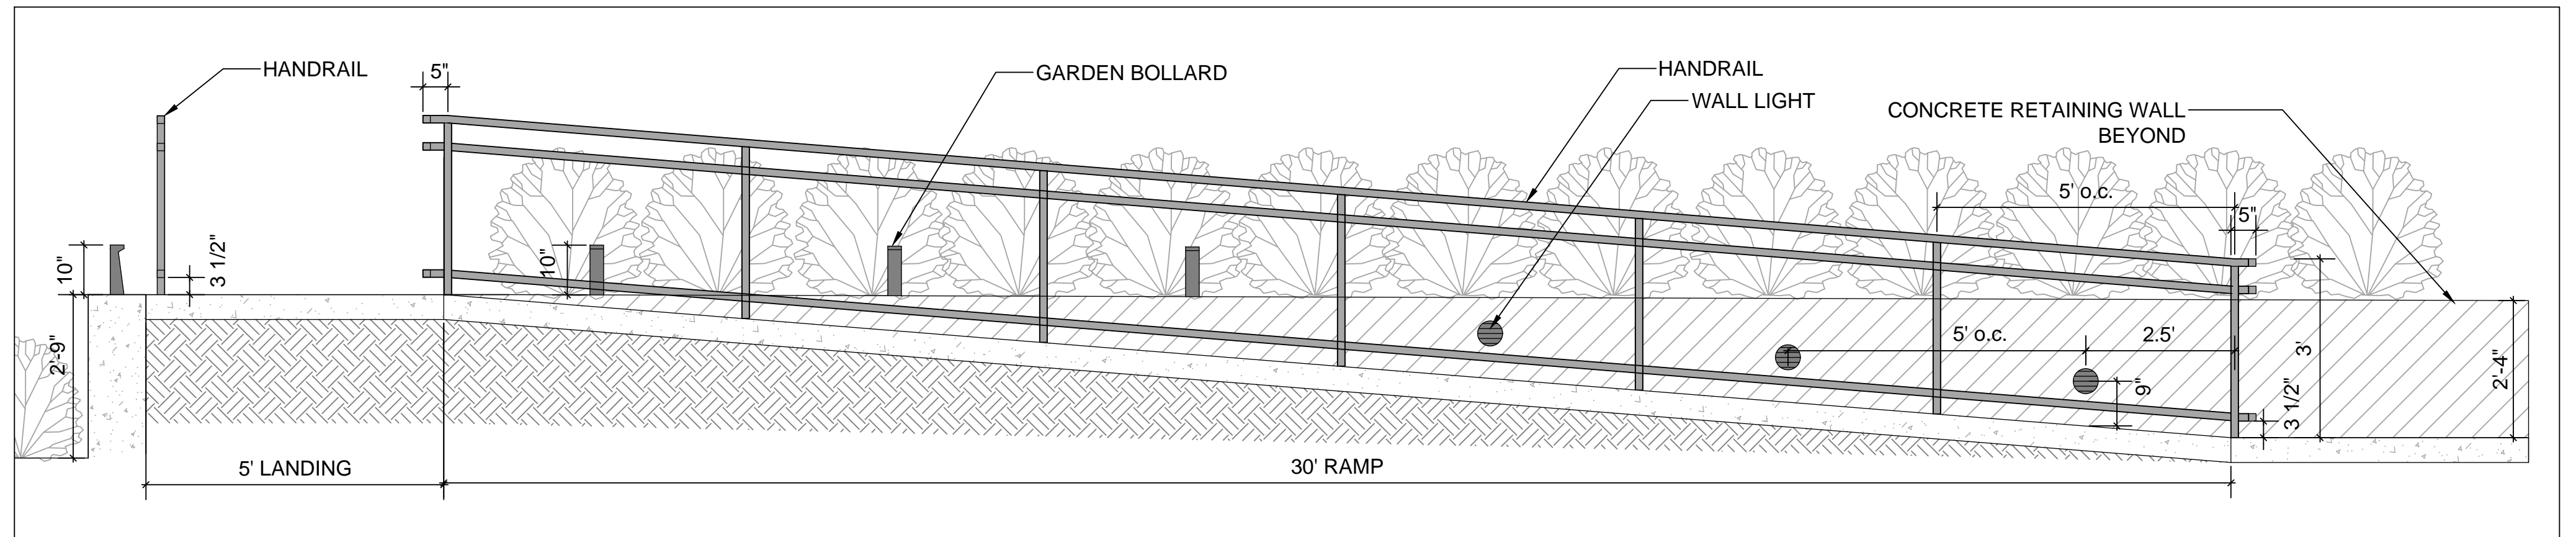 HANDRAIL
5"
GARDEN BOLLARD
HANDRAIL
WALL LIGHT
CONCRETE RETAINING WALL
BEYOND
5' o.c.
5"
10"
3 1/2"
10"
2'-9"
5' o.c.
2.5'
9"
3'
3 1/2"
2'-4"
5' LANDING
30' RAMP